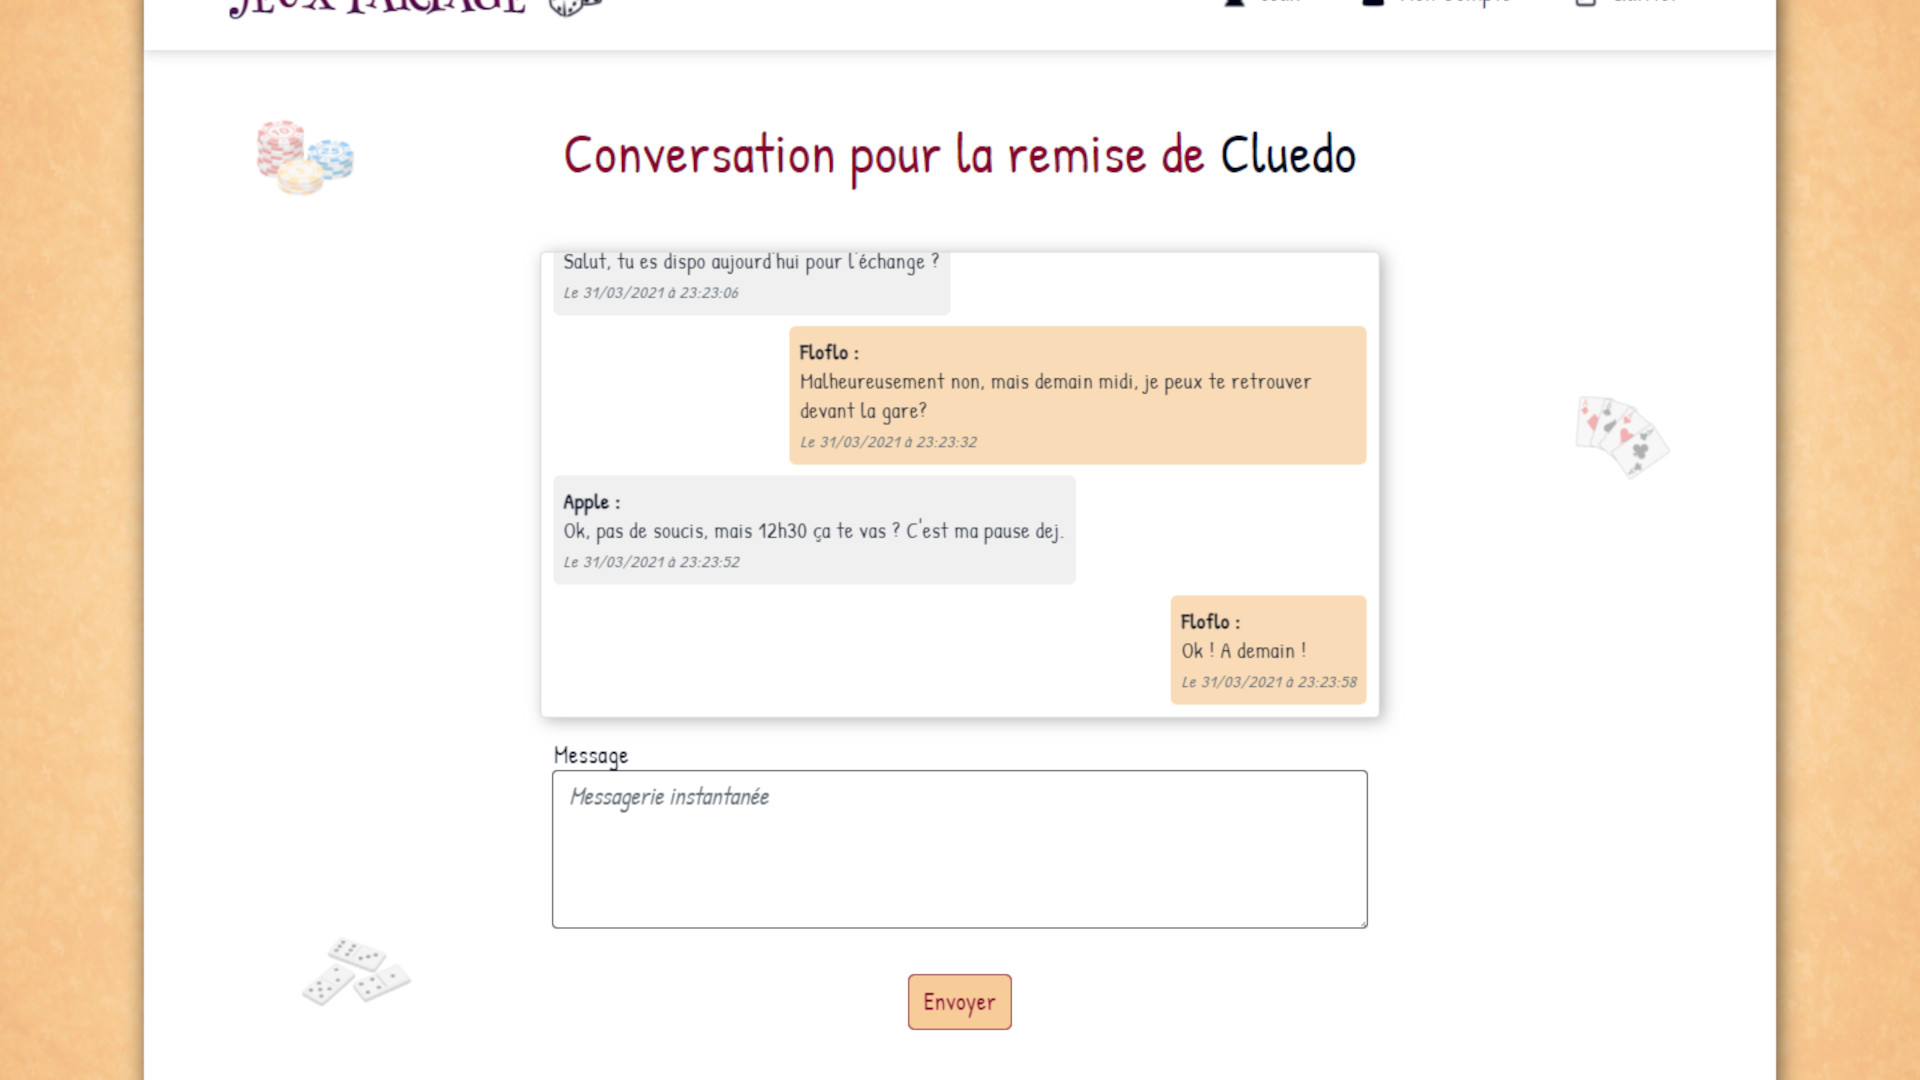 JEUX PARTAGE
Mon Compte
Conversation pour la remise de Cluedo
Salut, tu es dispo aujourd'hui pour l'échange ?
Le 31/03/2021 à 23:23:06
Floflo :
Malheureusement non, mais demain midi, je peux te retrouver
devant la gare?
Le 31/03/2021 à 23:23:32
Apple :
Ok, pas de soucis, mais 12h30 ça te vas ? C'est ma pause dej.
Le 31/03/2021 à 23:23:52
Floflo :
Ok ! A demain !
Le 31/03/2021 à 23:23:58
Message
Messagerie instantanée
Envoyer